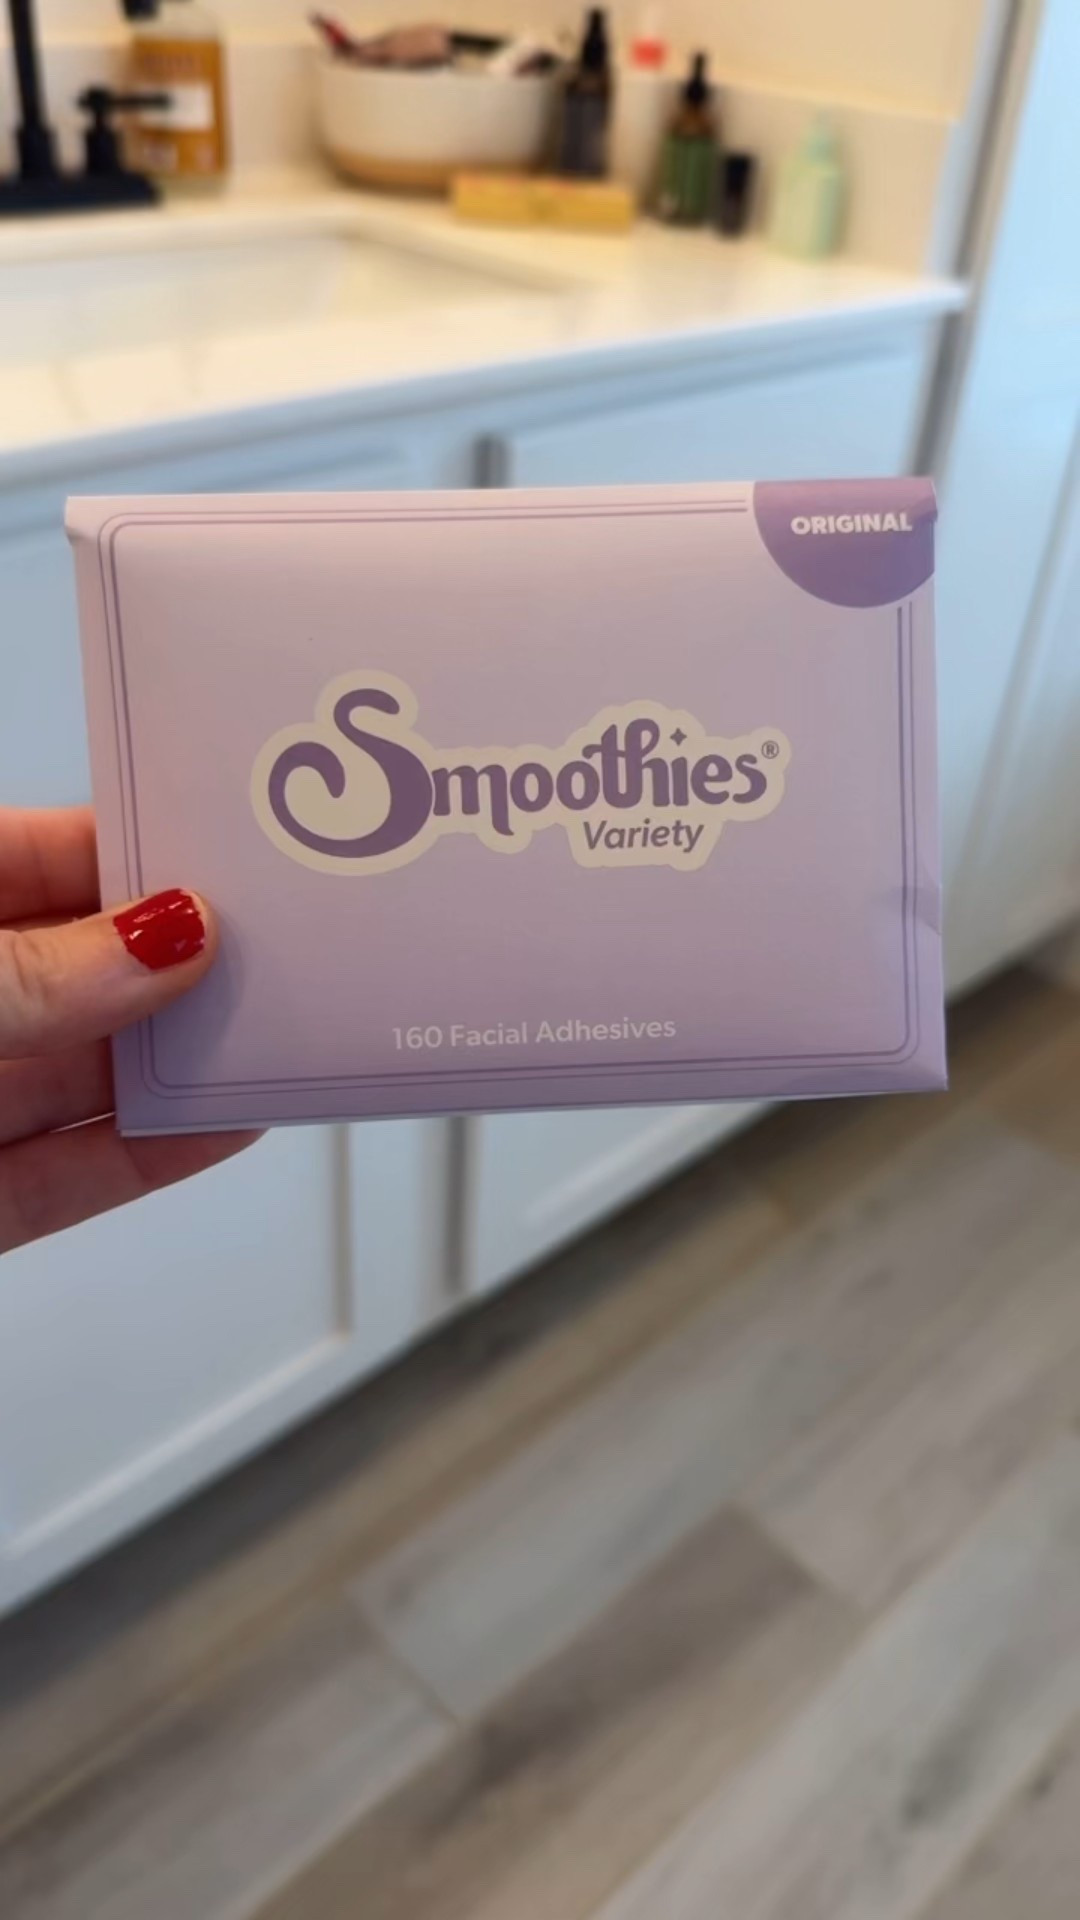 ORIGINAL
Smoothies®
Variety
160 Facial Adhesives